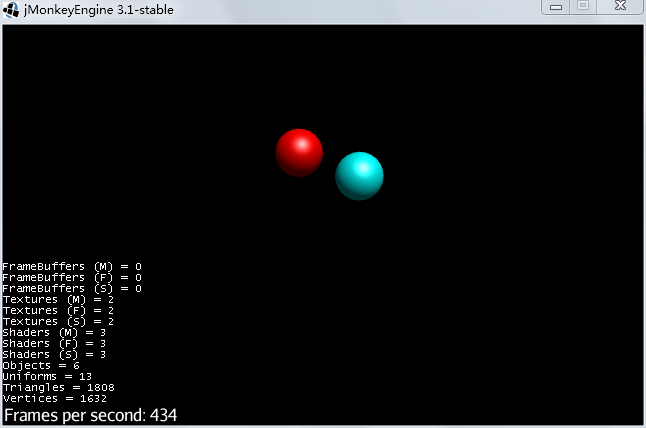 jMonkeyEngine 3.1-stable
FrameBuffers (M) = 0
FrameBuffers (F) = 0
FrameBuffers (S) = 0
Textures (M) = 2
Textures (F) = 2
Textures (S) = 2
Shaders (M) = 3
Shaders (F) = 3
Shaders (S) = 3
Objects = 6
Uniforms = 13
Triangles = 1808
Vertices = 1632
Frames per second: 434